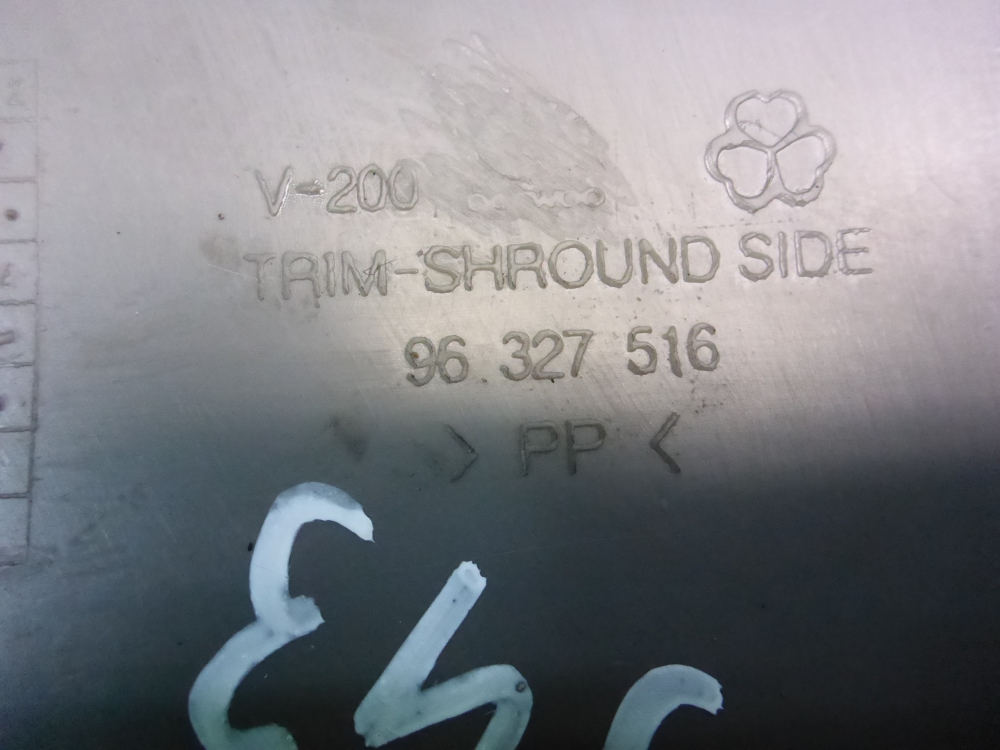 V-200
TRIM-SHROUND SIDE
96 327 516
> PP <